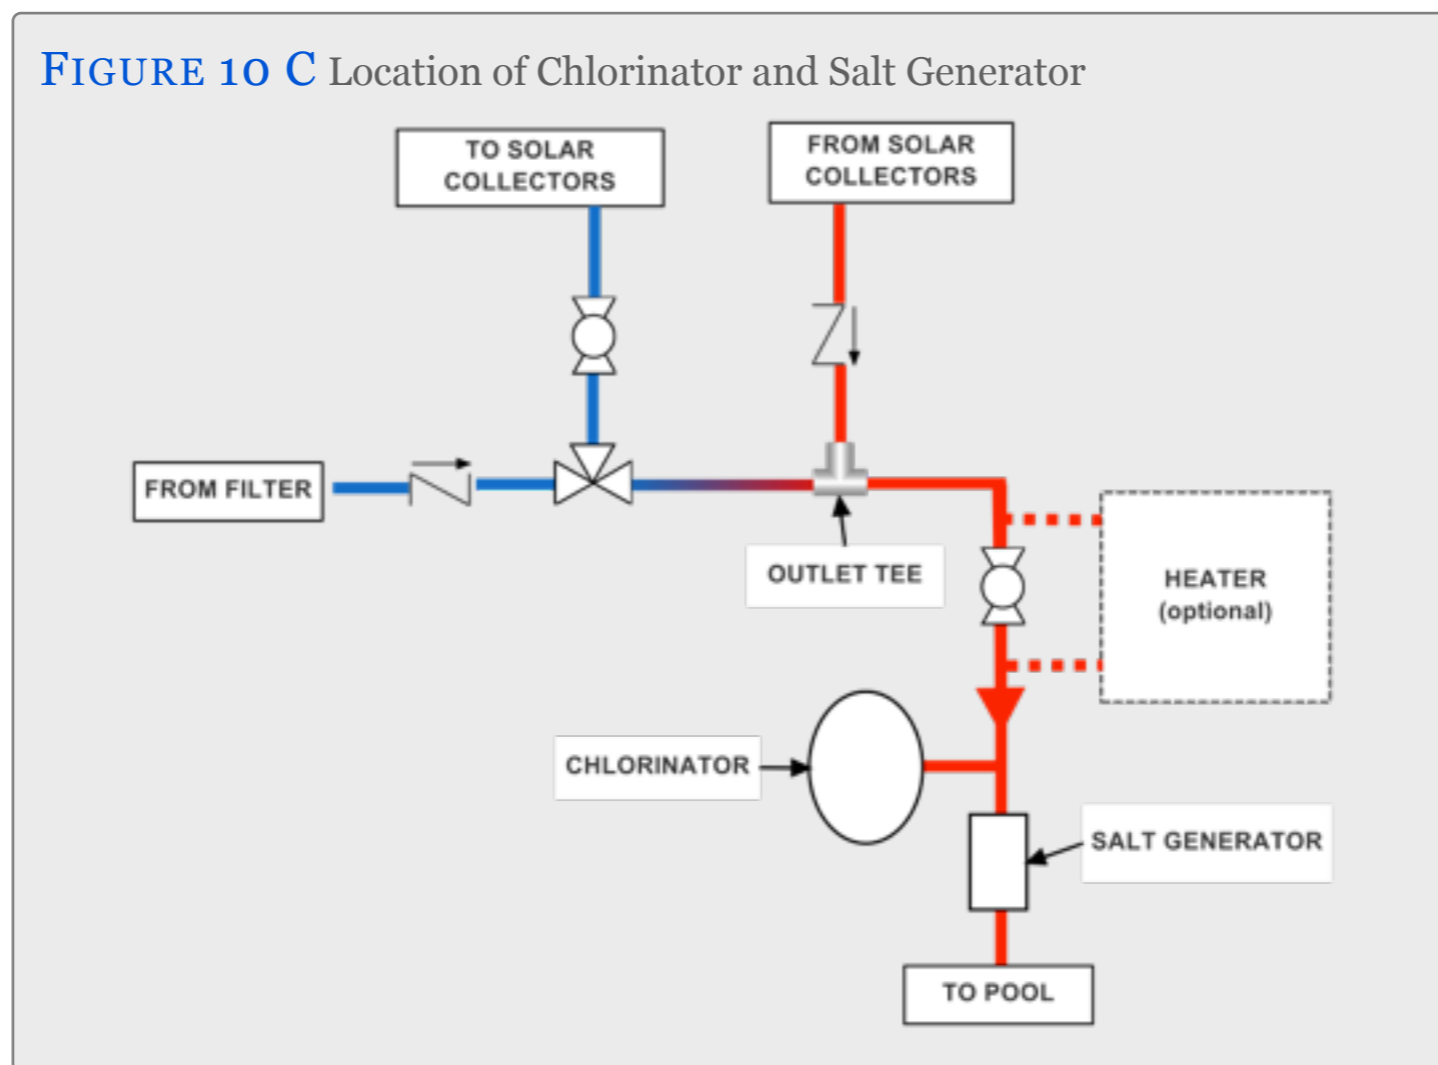 FIGURE 10 C Location of Chlorinator and Salt Generator
TO SOLAR
COLLECTORS
FROM SOLAR
COLLECTORS
FROM FILTER
OUTLET TEE
HEATER
(optional)
CHLORINATOR
SALT GENERATOR
TO POOL